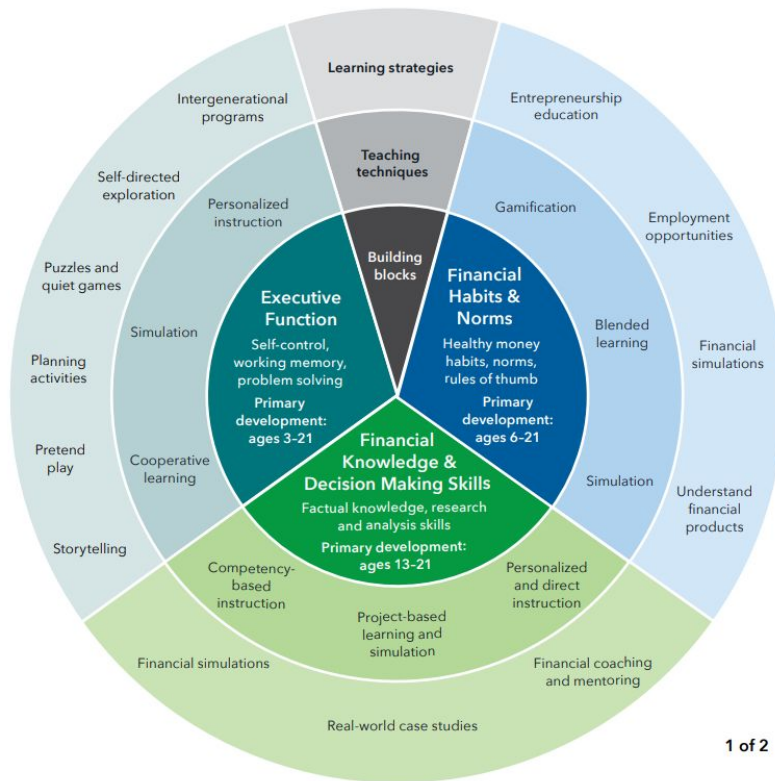 Learning strategies
Teaching
techniques
Building
blocks
Intergenerational
programs
Self-directed
exploration
Puzzles and
quiet games
Planning
activities
Pretend
play
Storytelling
Personalized
instruction
Simulation
Cooperative
learning
Executive
Function
Self-control,
working memory,
problem solving
Primary
development:
ages 3–21
Entrepreneurship
education
Employment
opportunities
Financial
simulations
Understand
financial
products
Gamification
Blended
learning
Simulation
Financial
Habits &
Norms
Healthy money
habits, norms,
rules of thumb
Primary
development:
ages 6–21
Financial
Knowledge &
Decision Making Skills
Factual knowledge, research
and analysis skills
Primary development:
ages 13–21
Competency-
based
instruction
Project-based
learning and
simulation
Personalized
and direct
instruction
Financial simulations
Real-world case studies
Financial coaching
and mentoring
1 of 2